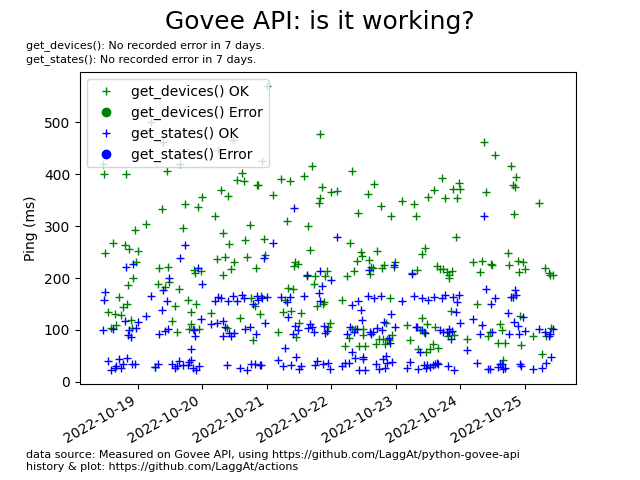 Govee API: is it working?
get_devices(): No recorded error in 7 days.
get_states(): No recorded error in 7 days.
get_devices() OK
get_devices() Error
get_states() OK
get_states() Error
Ping (ms)
500
400
300
200
100
0
2022-10-19
2022-10-20
2022-10-21
2022-10-22
2022-10-23
2022-10-24
2022-10-25
data source: Measured on Govee API, using https://github.com/LaggAt/python-govee-api
history & plot: https://github.com/LaggAt/actions